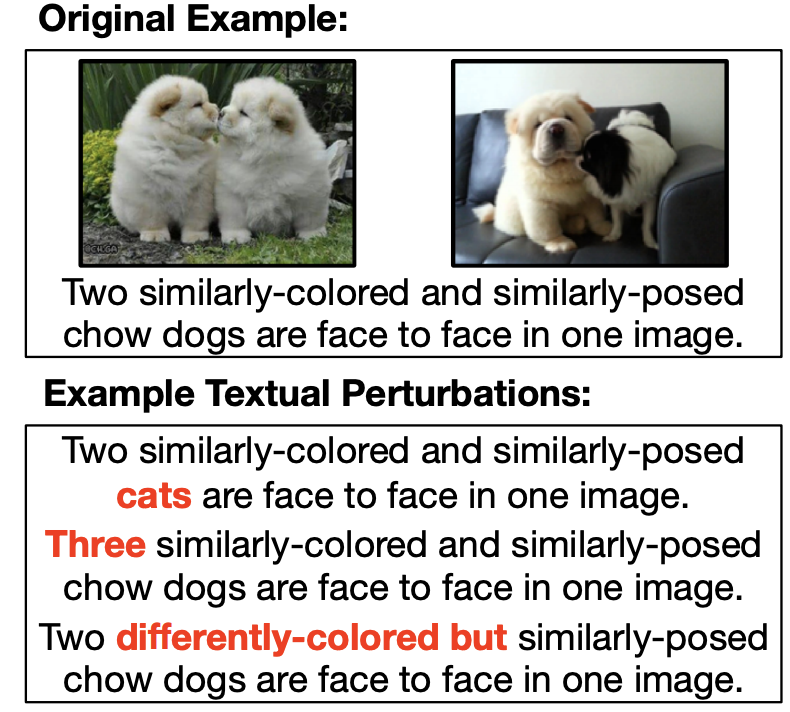 Original Example:
©CILGA
Two similarly-colored and similarly-posed
chow dogs are face to face in one image.
Example Textual Perturbations:
Two similarly-colored and similarly-posed
cats are face to face in one image.
Three similarly-colored and similarly-posed
chow dogs are face to face in one image.
Two differently-colored but similarly-posed
chow dogs are face to face in one image.